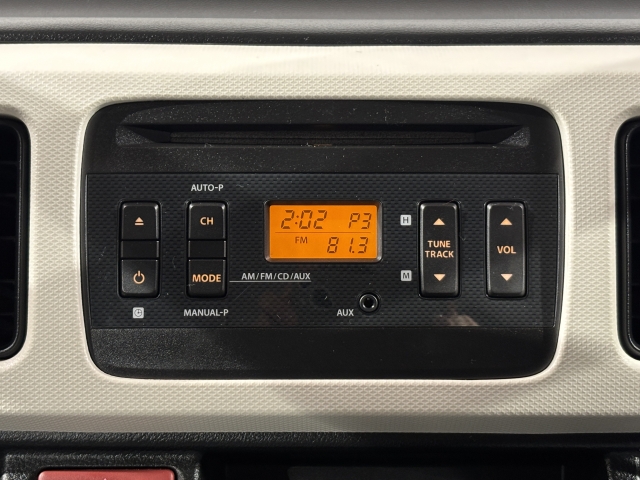 AUTO-P
CH
2:02 P3
H
FM 81.3
TUNE
TRACK
VOL
MODE
AM/FM/CD/AUX
M
MANUAL-P
AUX